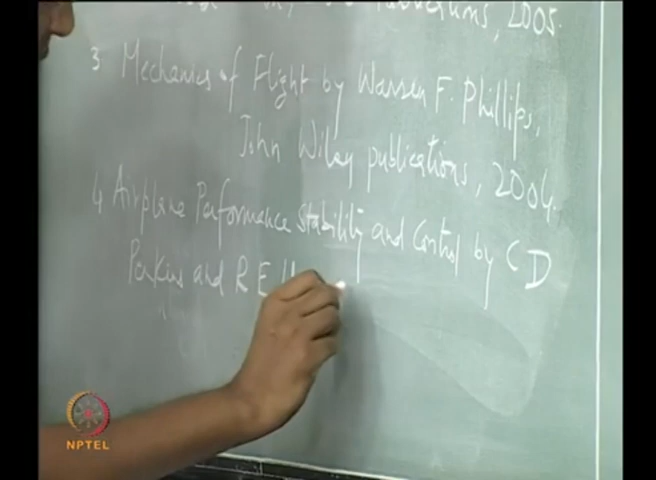 2005.
3 Mechanics of Flight by Warren F. Phillips,
John Wiley publications, 2004.
4 Airplane Performance Stability and Control by C D
Perkins and R E
NPTEL